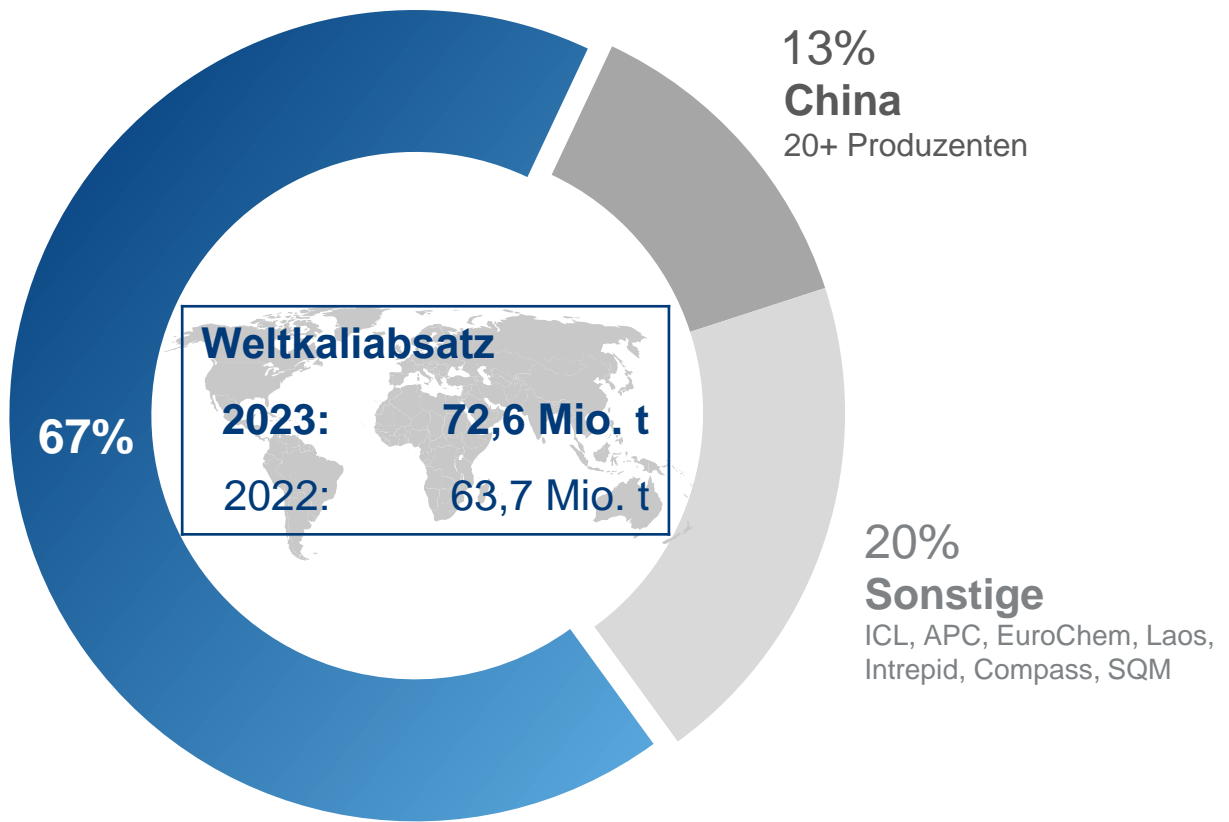 13%
China
20+ Produzenten
Weltkaliabsatz
2023: 72,6 Mio. t
2022: 63,7 Mio. t
67%
20%
Sonstige
ICL, APC, EuroChem, Laos,
Intrepid, Compass, SQM